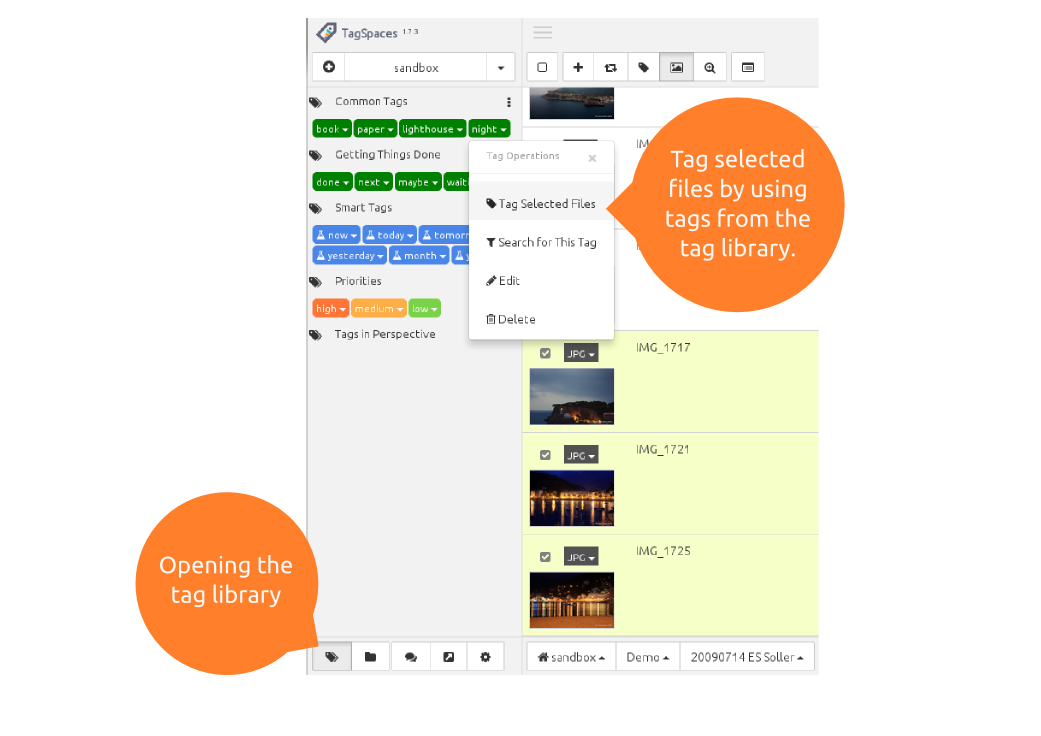 TagSpaces 1.7.3
sandbox
Common Tags
book paper lighthouse night
Getting Things Done
done next maybe
Smart Tags
now today
yesterday month
Priorities
high medium low
Tags in Perspective
Tag Operations
Tag Selected Files
Search for This Tag
Edit
Delete
Tag selected
files by using
tags from the
tag library.
JPG IMG_1717
JPG IMG_1721
JPG IMG_1725
Opening the
tag library
sandbox Demo 20090714 ES Soller